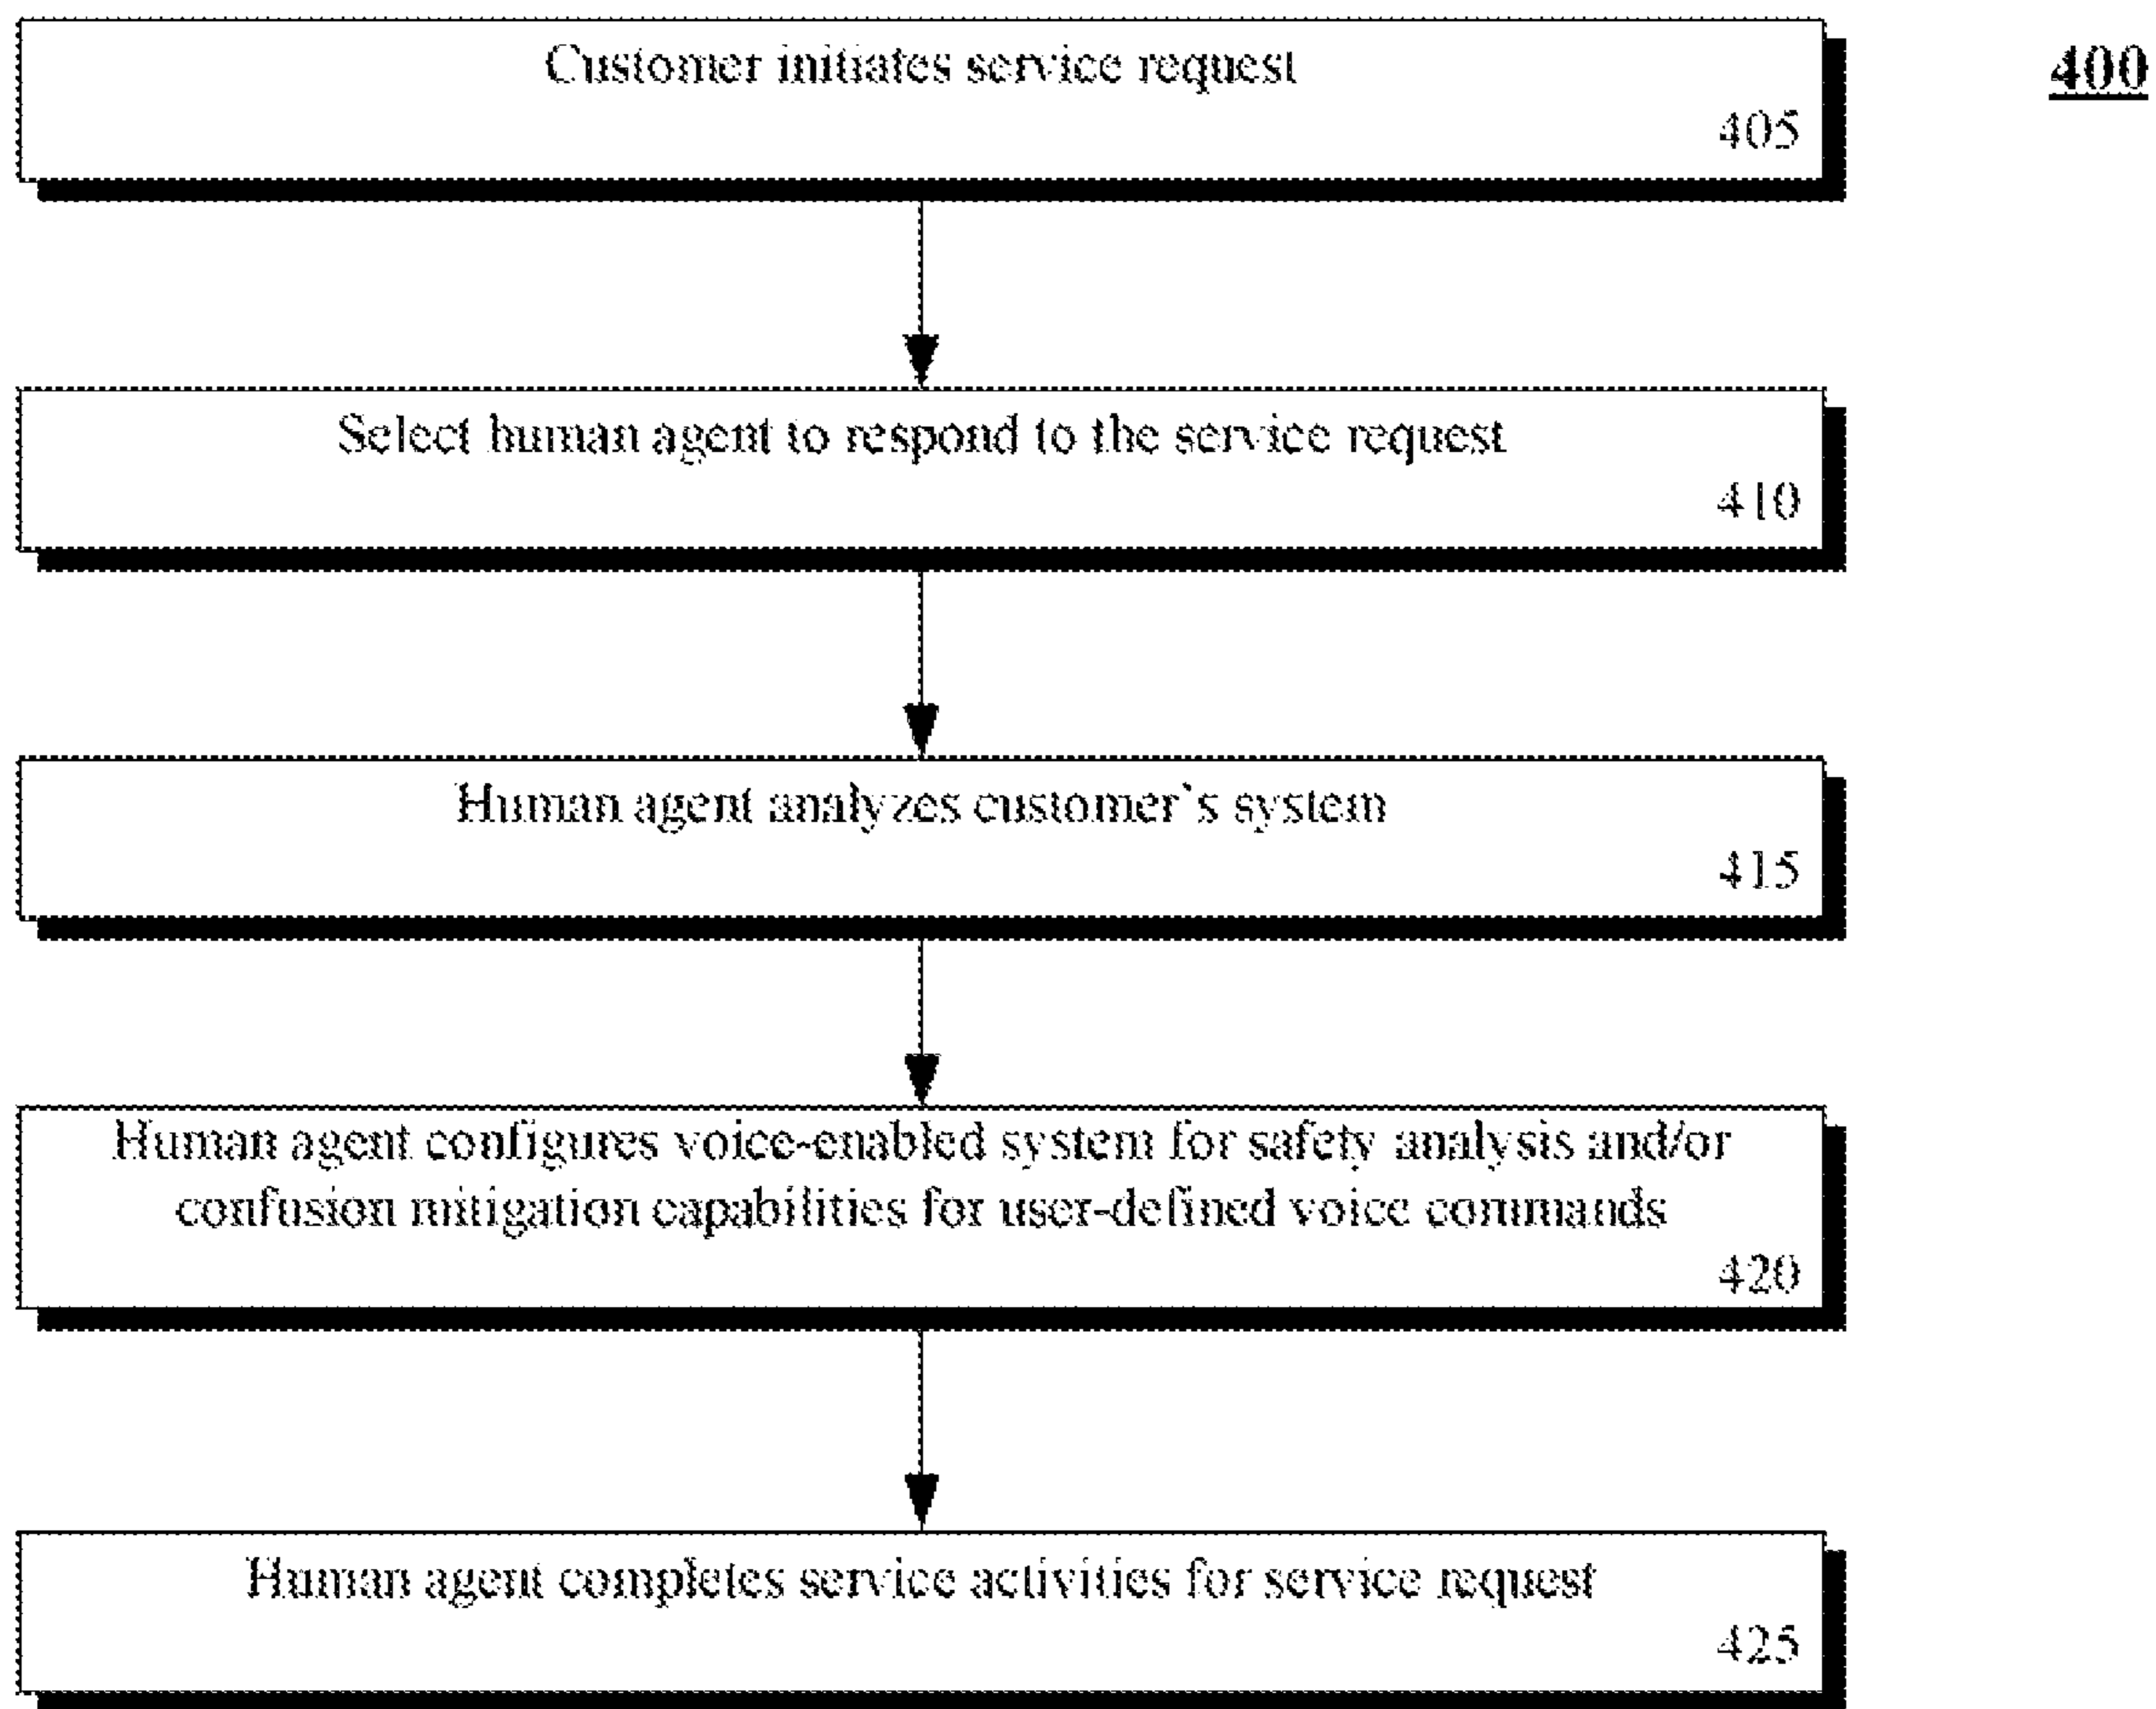 Customer initiates service request
405
400
Select human agent to respond to the service request
410
Human agent analyzes customer's system
415
Human agent configures voice-enabled system for safety analysis and/or
confusion mitigation capabilities for user-defined voice commands
420
Human agent completes service activities for service request
425